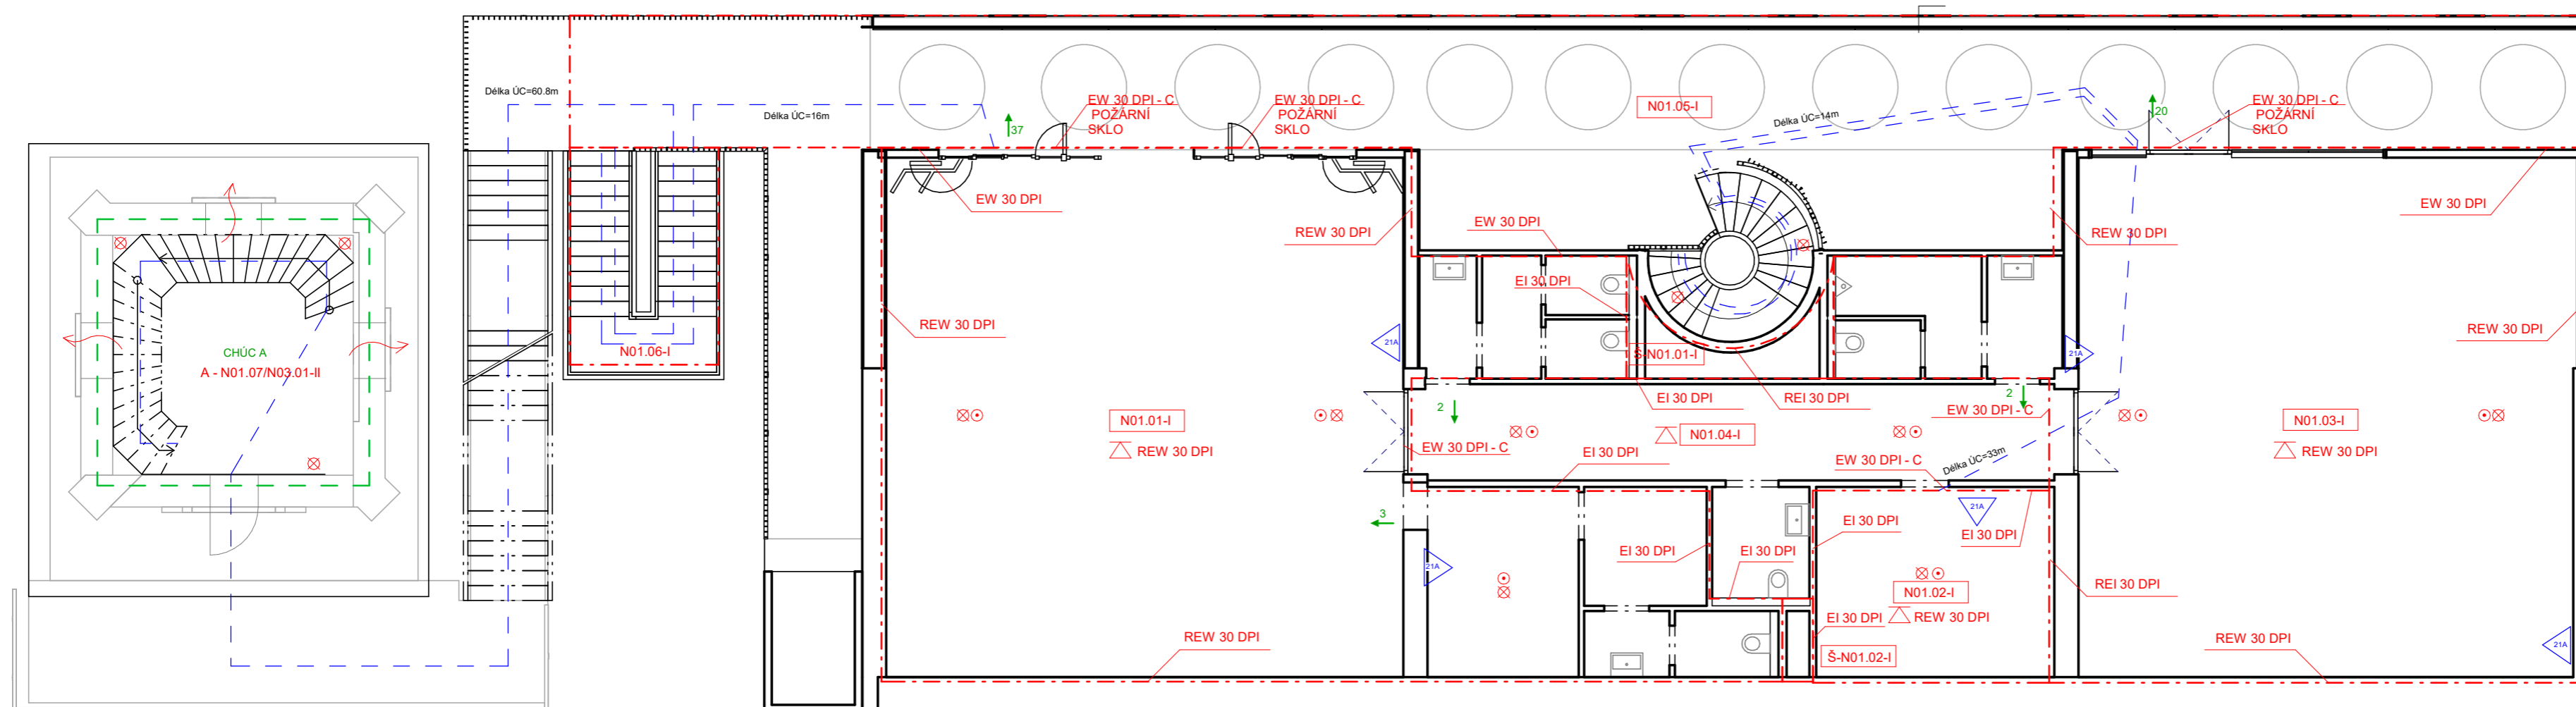 Délka ÚC=60.8m
Délka ÚC=16m
37
EW 30 DPI - C
POŽÁRNÍ
SKLO
EW 30 DPI - C
POŽÁRNÍ
SKLO
N01.05-I
Délka ÚC=14m
20
EW 30 DPI - C
POŽÁRNÍ
SKLO
EW 30 DPI
REW 30 DPI
EW 30 DPI
REW 30 DPI
EW 30 DPI
EI 30 DPI
REW 30 DPI
REW 30 DPI
CHÚC A
A - N01.07/N03.01-II
N01.06-I
21A
Š-N01.01-I
21A
EI 30 DPI
REI 30 DPI
2
2
EW 30 DPI - C
N01.01-I
REW 30 DPI
N01.04-I
N01.03-I
REW 30 DPI
EW 30 DPI - C
EI 30 DPI
EW 30 DPI - C
Délka ÚC=33m
3
21A
EI 30 DPI
EI 30 DPI
EI 30 DPI
EI 30 DPI
21A
REI 30 DPI
N01.02-I
EI 30 DPI
REW 30 DPI
REW 30 DPI
REW 30 DPI
21A
Š-N01.02-I